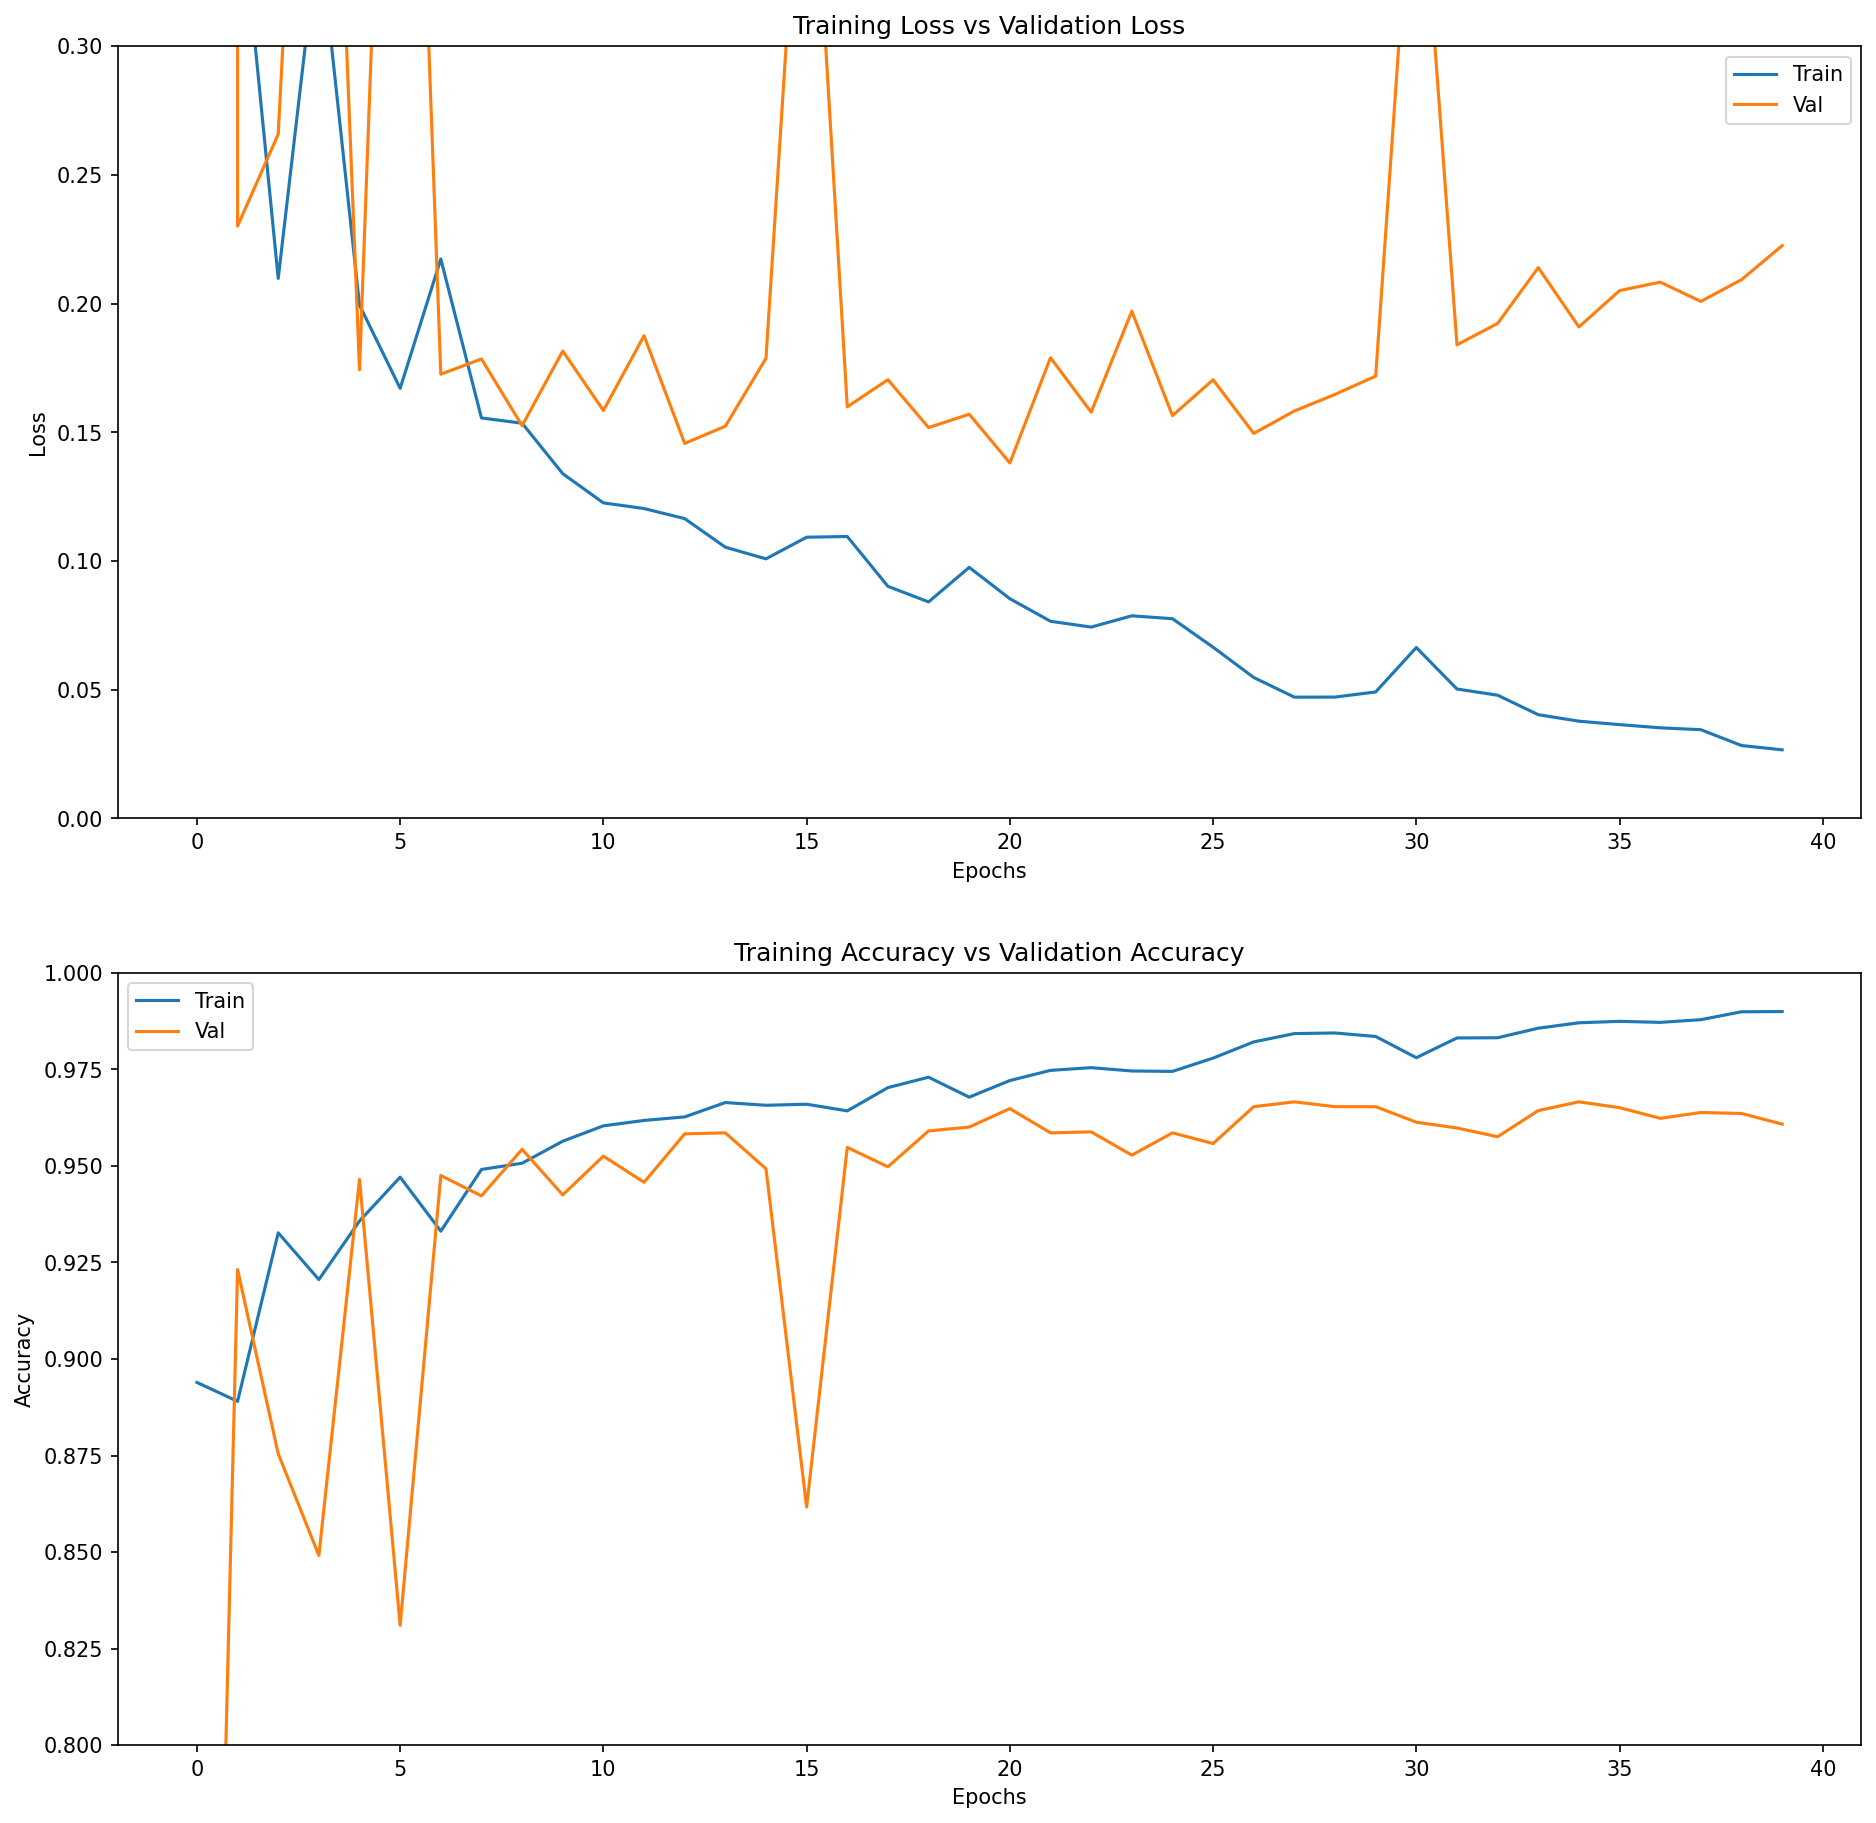 Training Loss vs Validation Loss
0.30
0.25
0.20
0.15
0.10
0.05
0.00
Loss
Train
Val
0 5 10 15 20 25 30 35 40
Epochs
Training Accuracy vs Validation Accuracy
1.000
0.975
0.950
0.925
0.900
0.875
0.850
0.825
0.800
Accuracy
Train
Val
0 5 10 15 20 25 30 35 40
Epochs